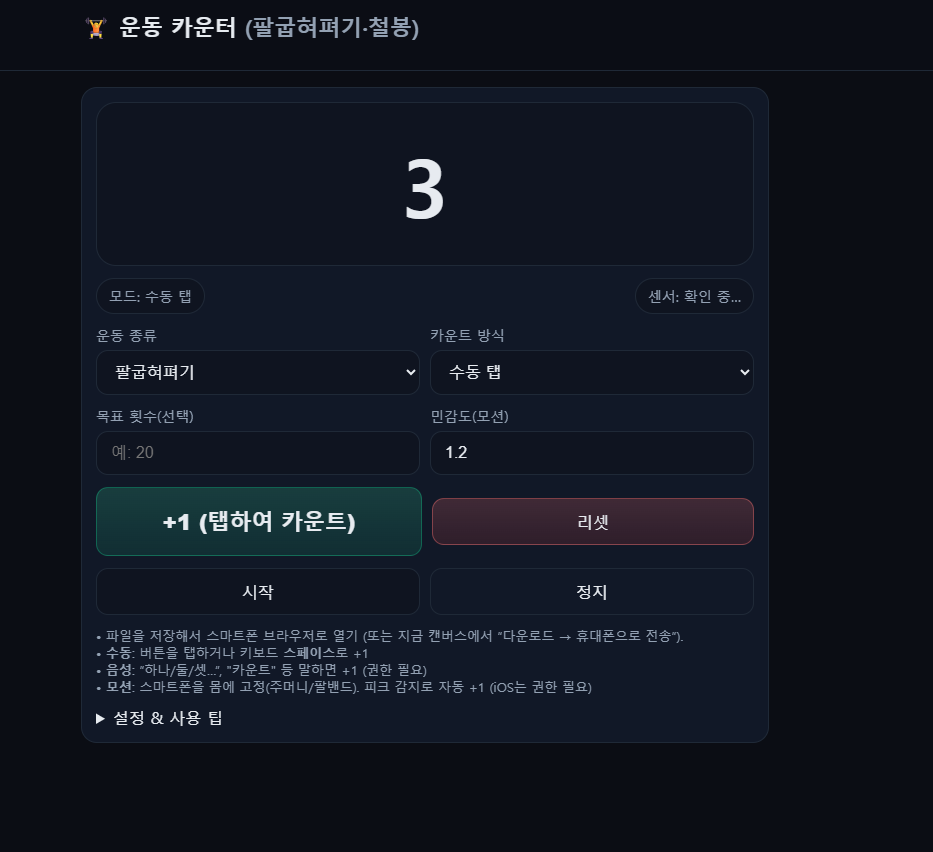 🏋️ 운동 카운터 (팔굽혀펴기·철봉)
3
모드: 수동 탭
센서: 확인 중...
운동 종류
카운트 방식
팔굽혀펴기
수동 탭
목표 횟수(선택)
민감도(모션)
예: 20
1.2
+1 (탭하여 카운트)
리셋
시작
정지
• 파일을 저장해서 스마트폰 브라우저로 열기 (또는 지금 캔버스에서 “다운로드 → 휴대폰으로 전송”).
• 수동: 버튼을 탭하거나 키보드 스페이스로 +1
• 음성: “하나/둘/셋…”, "카운트" 등 말하면 +1 (권한 필요)
• 모션: 스마트폰을 몸에 고정(주머니/팔밴드). 피크 감지로 자동 +1 (iOS는 권한 필요)
▶ 설정 & 사용 팁